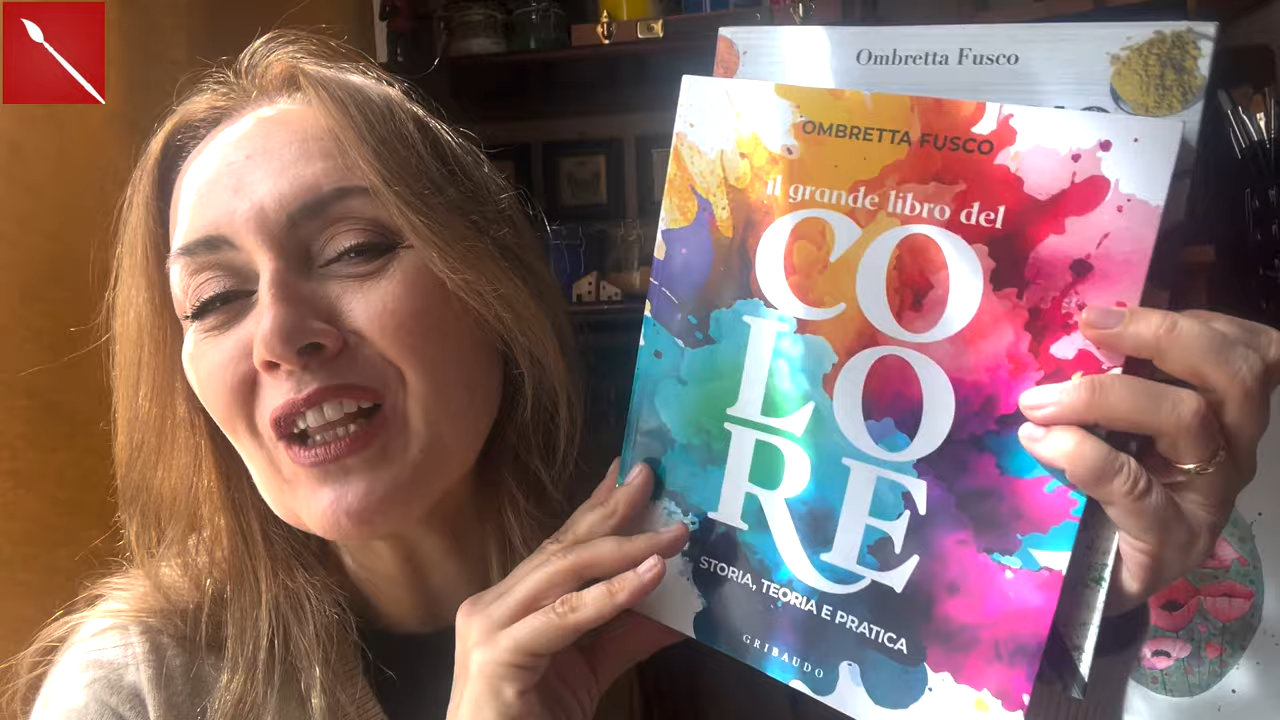 Ombretta Fusco
OMBRETTA FUSCO
il grande libro del
CO
LO
RE
STORIA, TEORIA E PRATICA
GRIBAUDO